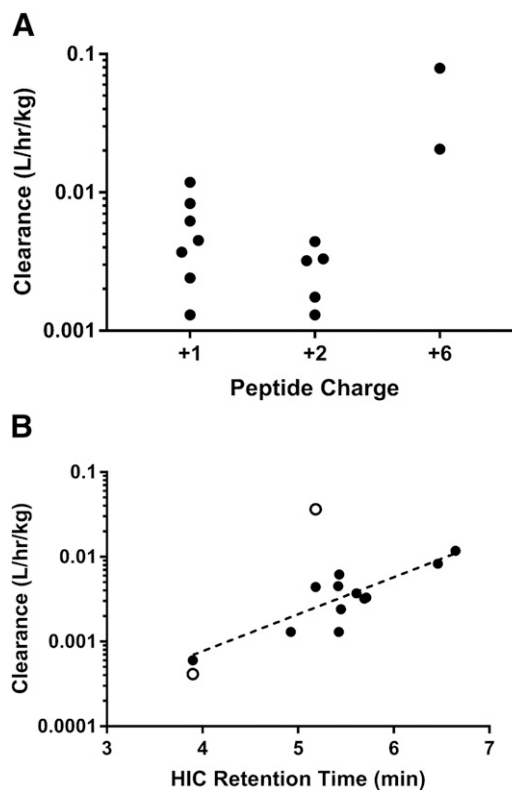 A
Clearance (L/hr/kg)
0.1
0.01
0.001
+1 +2 +6
Peptide Charge
B
Clearance (L/hr/kg)
0.1
0.01
0.001
0.0001
3 4 5 6 7
HIC Retention Time (min)